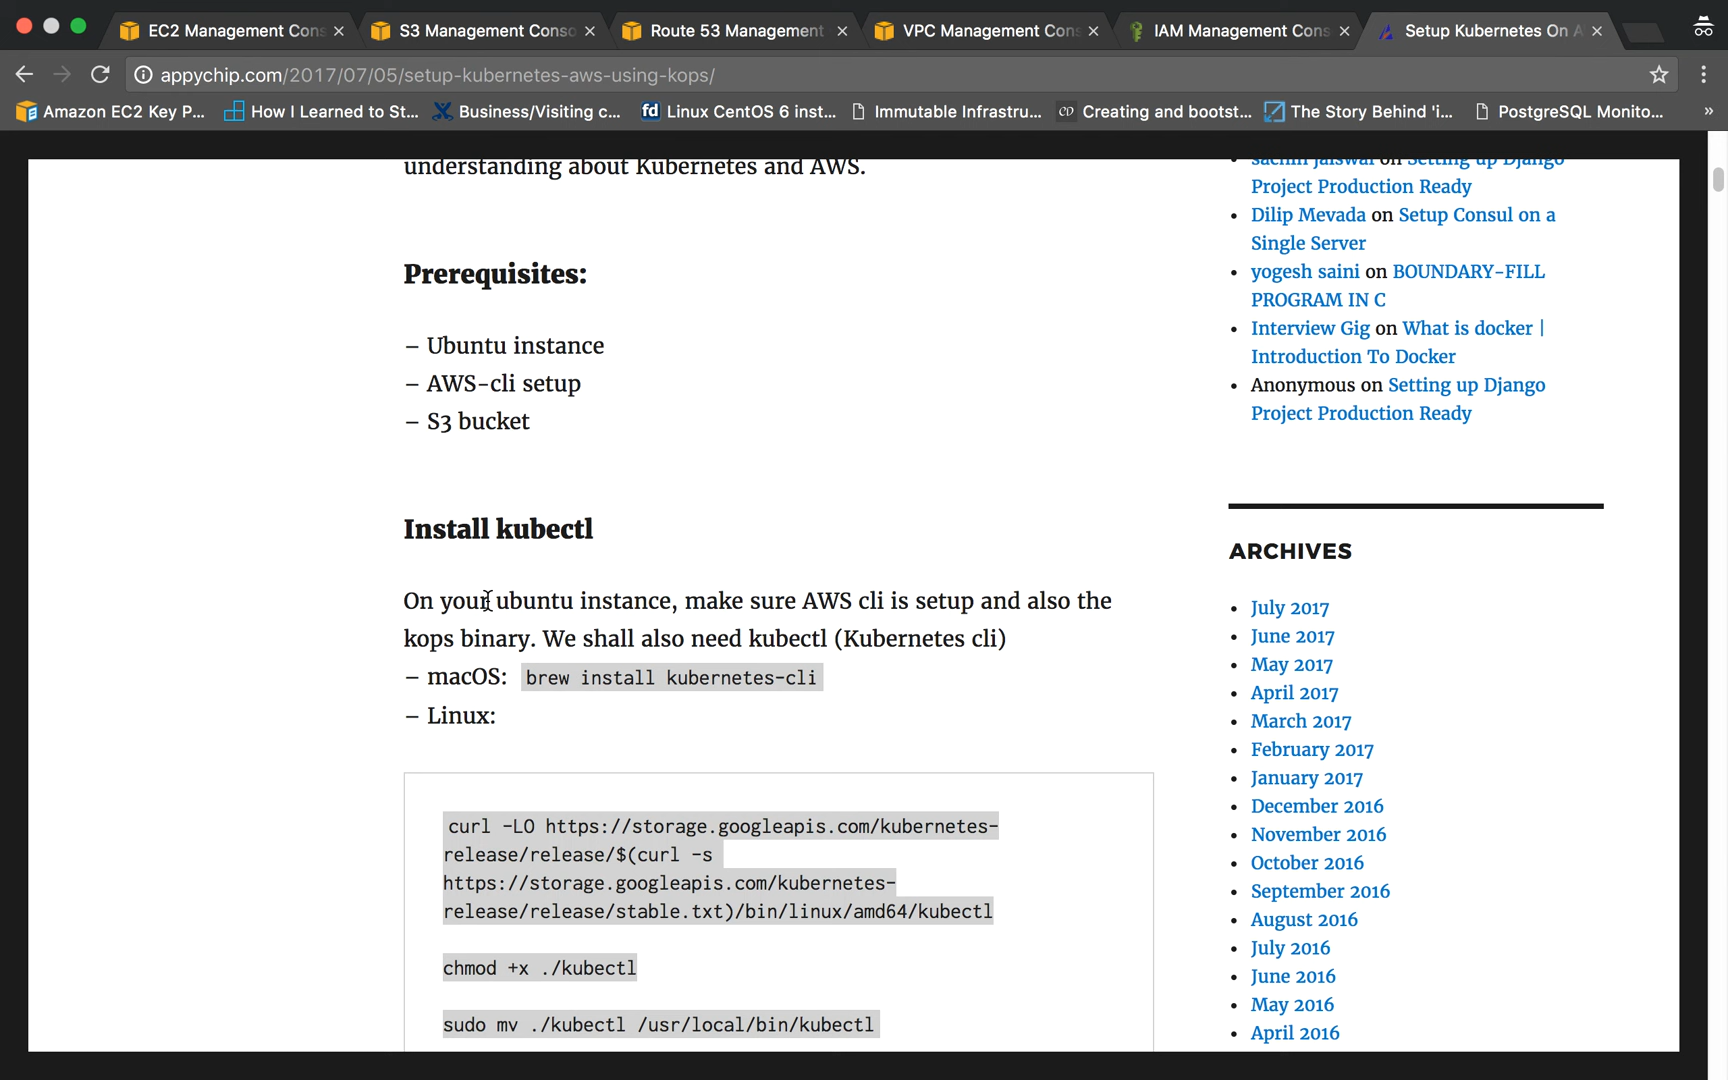 EC2 Management Cons
S3 Management Conso
Route 53 Management
VPC Management Cons
IAM Management Cons
Setup Kubernetes On A
appychip.com/2017/07/05/setup-kubernetes-aws-using-kops/
Amazon EC2 Key P...
How I Learned to St...
Business/Visiting c...
fd Linux CentOS 6 inst...
Immutable Infrastru...
CD Creating and bootst...
The Story Behind 'i...
PostgreSQL Monito...
»
understanding about Kubernetes and AWS.
Prerequisites:
– Ubuntu instance
– AWS-cli setup
– S3 bucket
Install kubectl
On your ubuntu instance, make sure AWS cli is setup and also the
kops binary. We shall also need kubectl (Kubernetes cli)
– macOS: brew install kubernetes-cli
– Linux:
curl -LO https://storage.googleapis.com/kubernetes-
release/release/$(curl -s
https://storage.googleapis.com/kubernetes-
release/release/stable.txt)/bin/linux/amd64/kubectl
chmod +x ./kubectl
sudo mv ./kubectl /usr/local/bin/kubectl
• sachin jaiswal on Setting up Django
Project Production Ready
• Dilip Mevada on Setup Consul on a
Single Server
• yogesh saini on BOUNDARY-FILL
PROGRAM IN C
• Interview Gig on What is docker |
Introduction To Docker
• Anonymous on Setting up Django
Project Production Ready
ARCHIVES
• July 2017
• June 2017
• May 2017
• April 2017
• March 2017
• February 2017
• January 2017
• December 2016
• November 2016
• October 2016
• September 2016
• August 2016
• July 2016
• June 2016
• May 2016
• April 2016